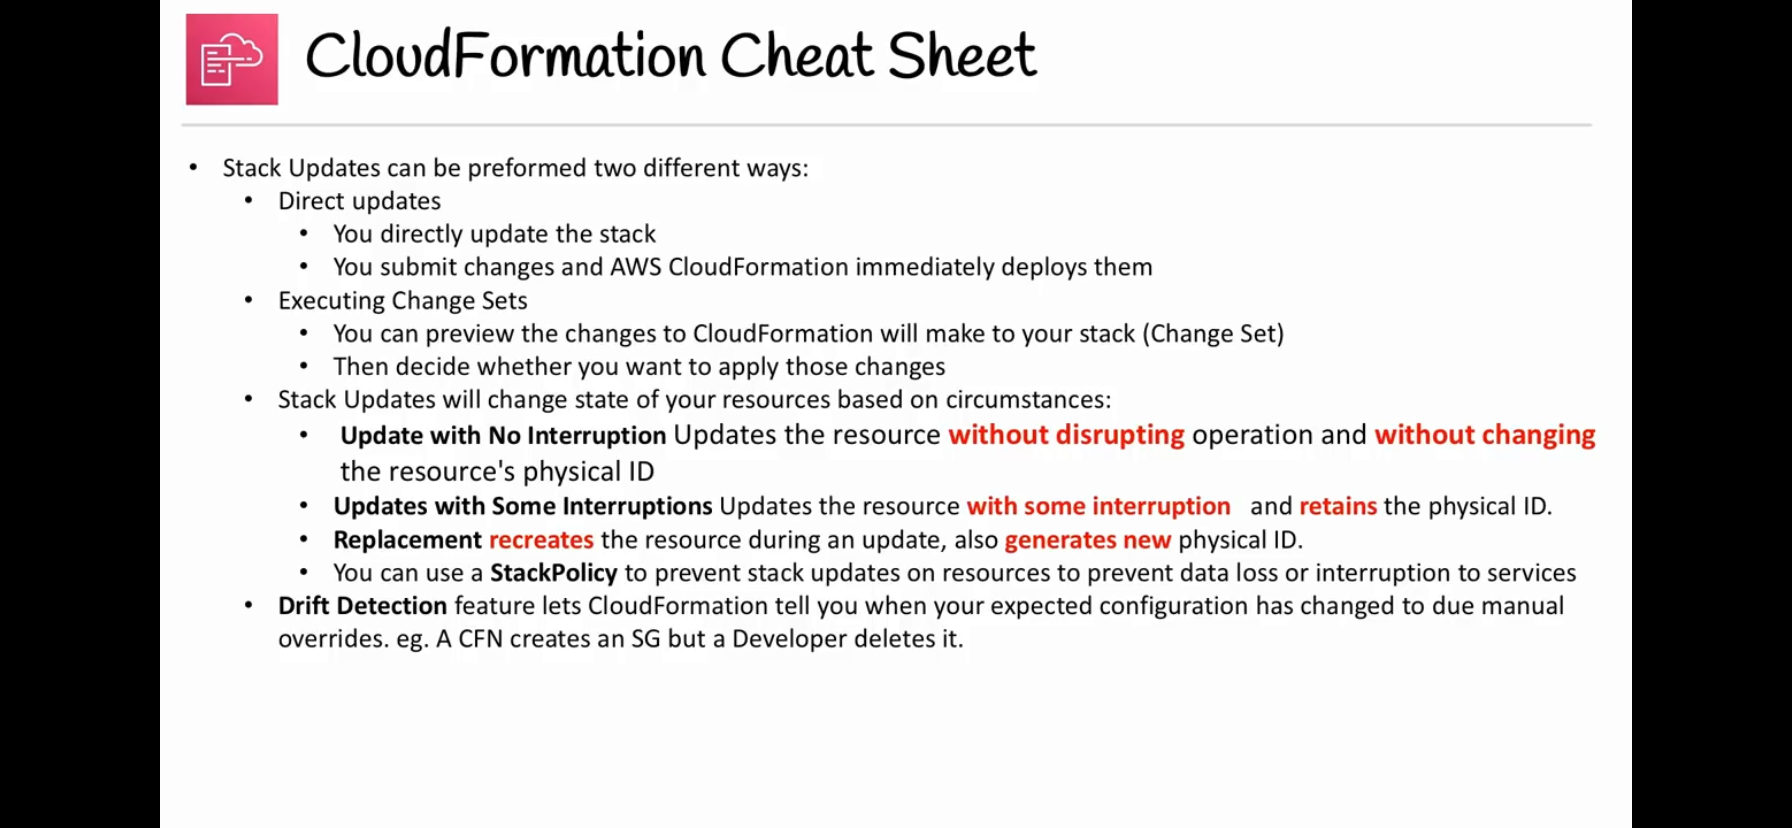 CloudFormation Cheat Sheet
• Stack Updates can be preformed two different ways:
• Direct updates
• You directly update the stack
• You submit changes and AWS CloudFormation immediately deploys them
• Executing Change Sets
• You can preview the changes to CloudFormation will make to your stack (Change Set)
• Then decide whether you want to apply those changes
• Stack Updates will change state of your resources based on circumstances:
• Update with No Interruption Updates the resource without disrupting operation and without changing
the resource's physical ID
• Updates with Some Interruptions Updates the resource with some interruption and retains the physical ID.
• Replacement recreates the resource during an update, also generates new physical ID.
• You can use a StackPolicy to prevent stack updates on resources to prevent data loss or interruption to services
• Drift Detection feature lets CloudFormation tell you when your expected configuration has changed to due manual
overrides. eg. A CFN creates an SG but a Developer deletes it.